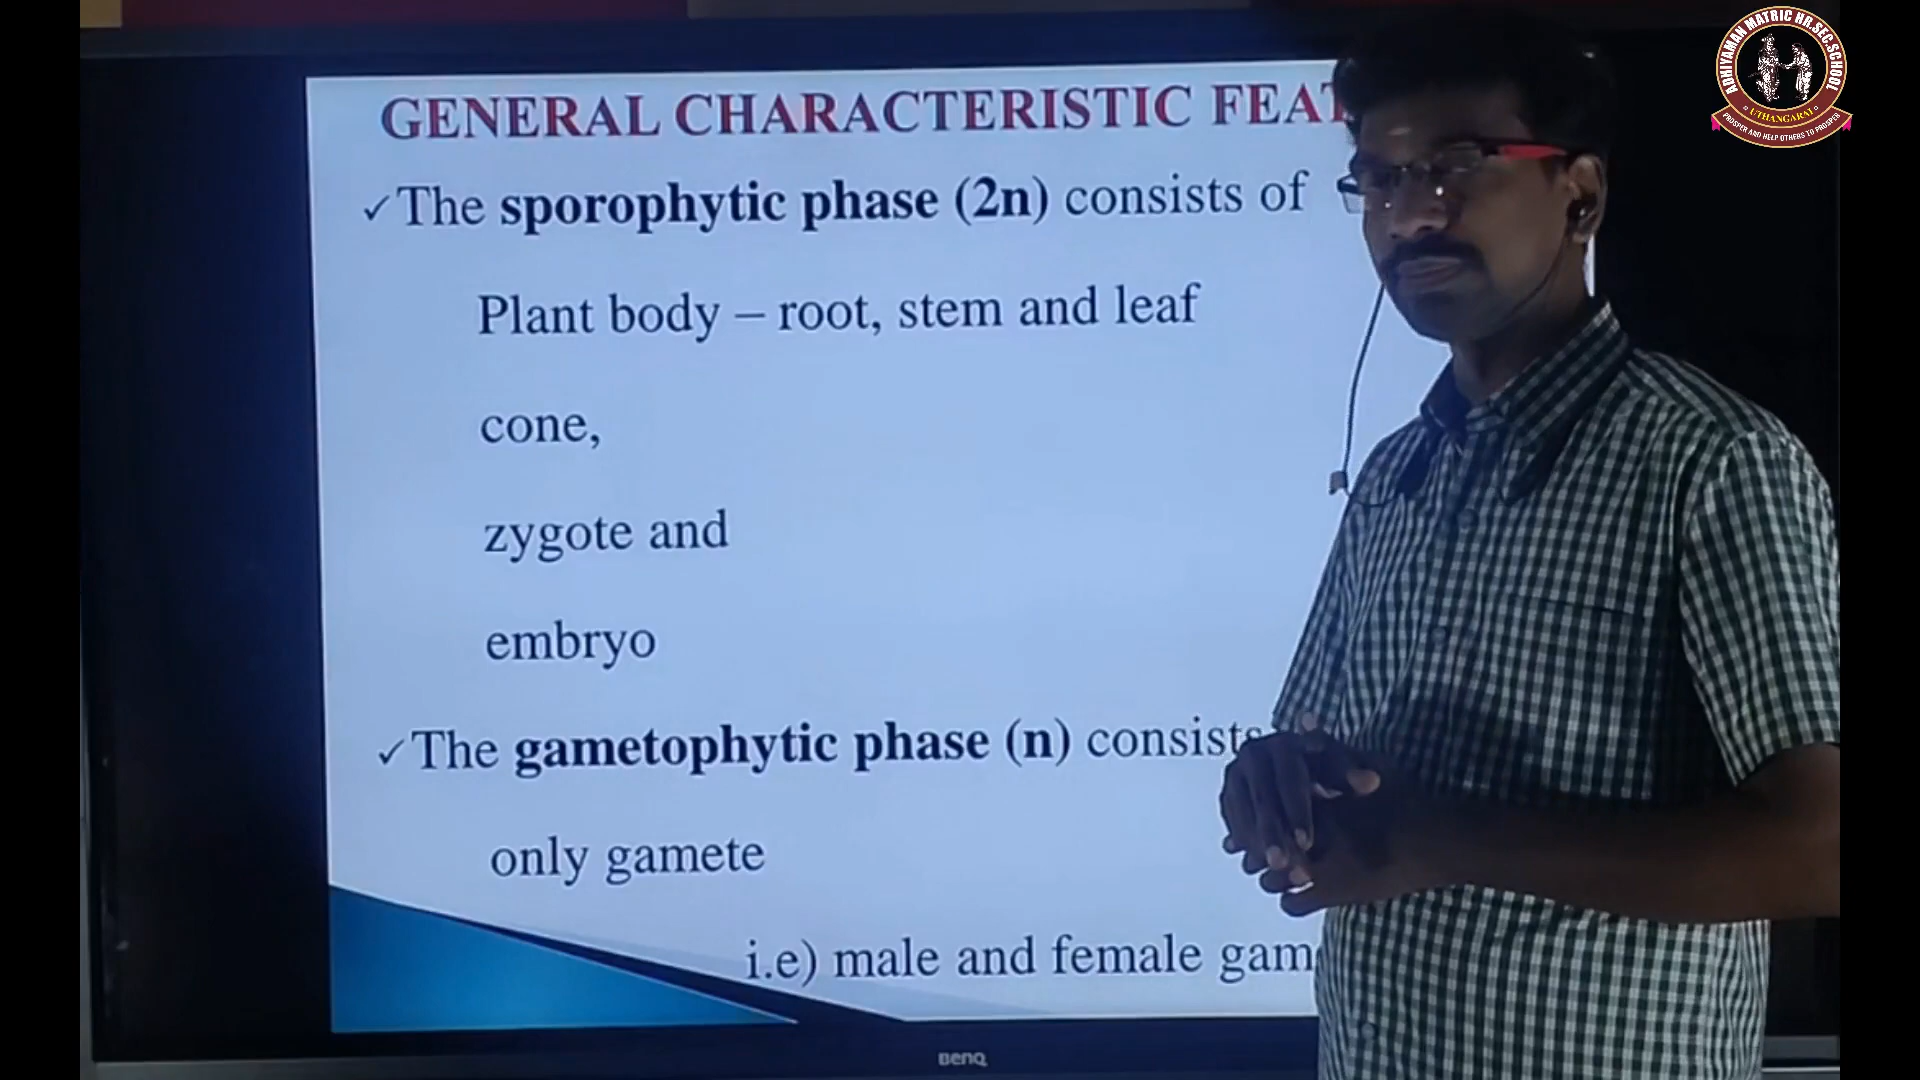 GENERAL CHARACTERISTIC
✓The sporophytic phase (2n) consists of
Plant body – root, stem and leaf
cone,
zygote and
embryo
✓The gametophytic phase (n) consists
only gamete
i.e) male and female
BenQ
ADHIYAMAN MATRIC HR.SEC.SCHOOL
UTHANGARAI
PROSPER AND HELP OTHERS TO PROSPER